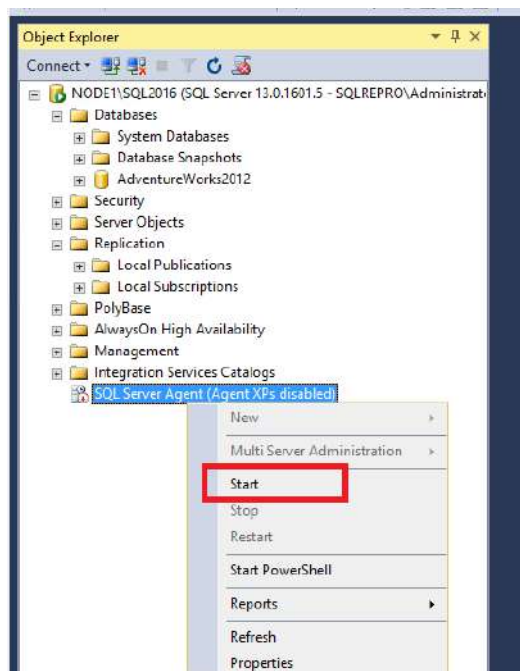 Object Explorer
Connect
NODE1\SQL2016 (SQL Server 13.0.1601.5 - SQLREPRO\Administrat
Databases
System Databases
Database Snapshots
AdventureWorks2012
Security
Server Objects
Replication
Local Publications
Local Subscriptions
PolyBase
AlwaysOn High Availability
Management
Integration Services Catalogs
SQL Server Agent (Agent XPs disabled)
New
Multi Server Administration
Start
Stop
Restart
Start PowerShell
Reports
Refresh
Properties